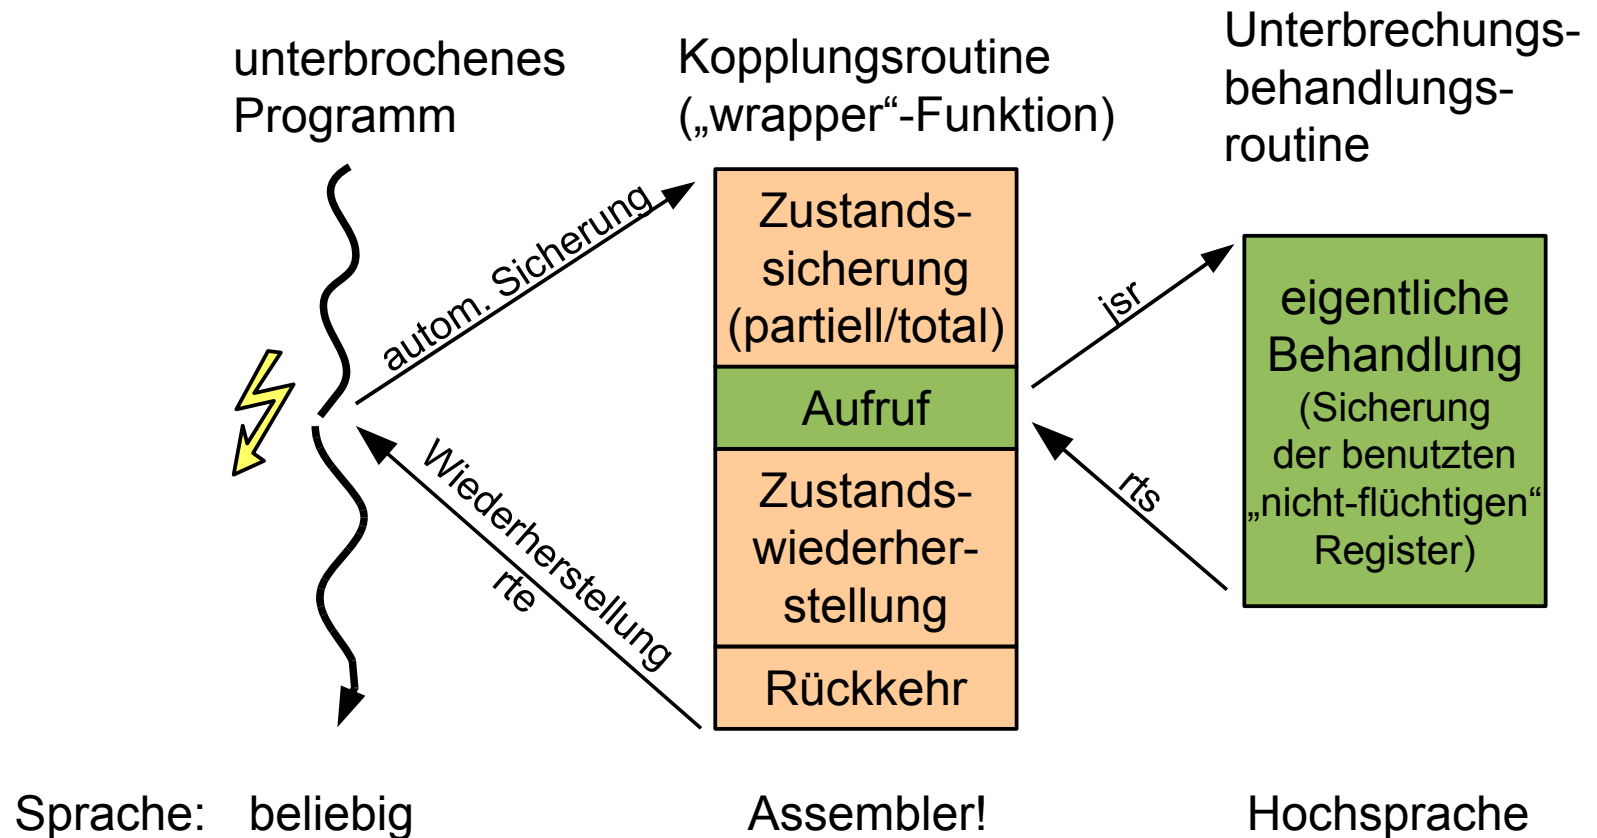 unterbrochenes
Programm
Kopplungsroutine
(„wrapper“-Funktion)
Unterbrechungs-
behandlungs-
routine
autom. Sicherung
Zustands-
sicherung
(partiell/total)
Aufruf
Zustands-
wiederher-
stellung
Rückkehr
jsr
rts
eigentliche
Behandlung
(Sicherung
der benutzten
„nicht-flüchtigen“
Register)
Wiederherstellung
rte
Sprache: beliebig Assembler! Hochsprache